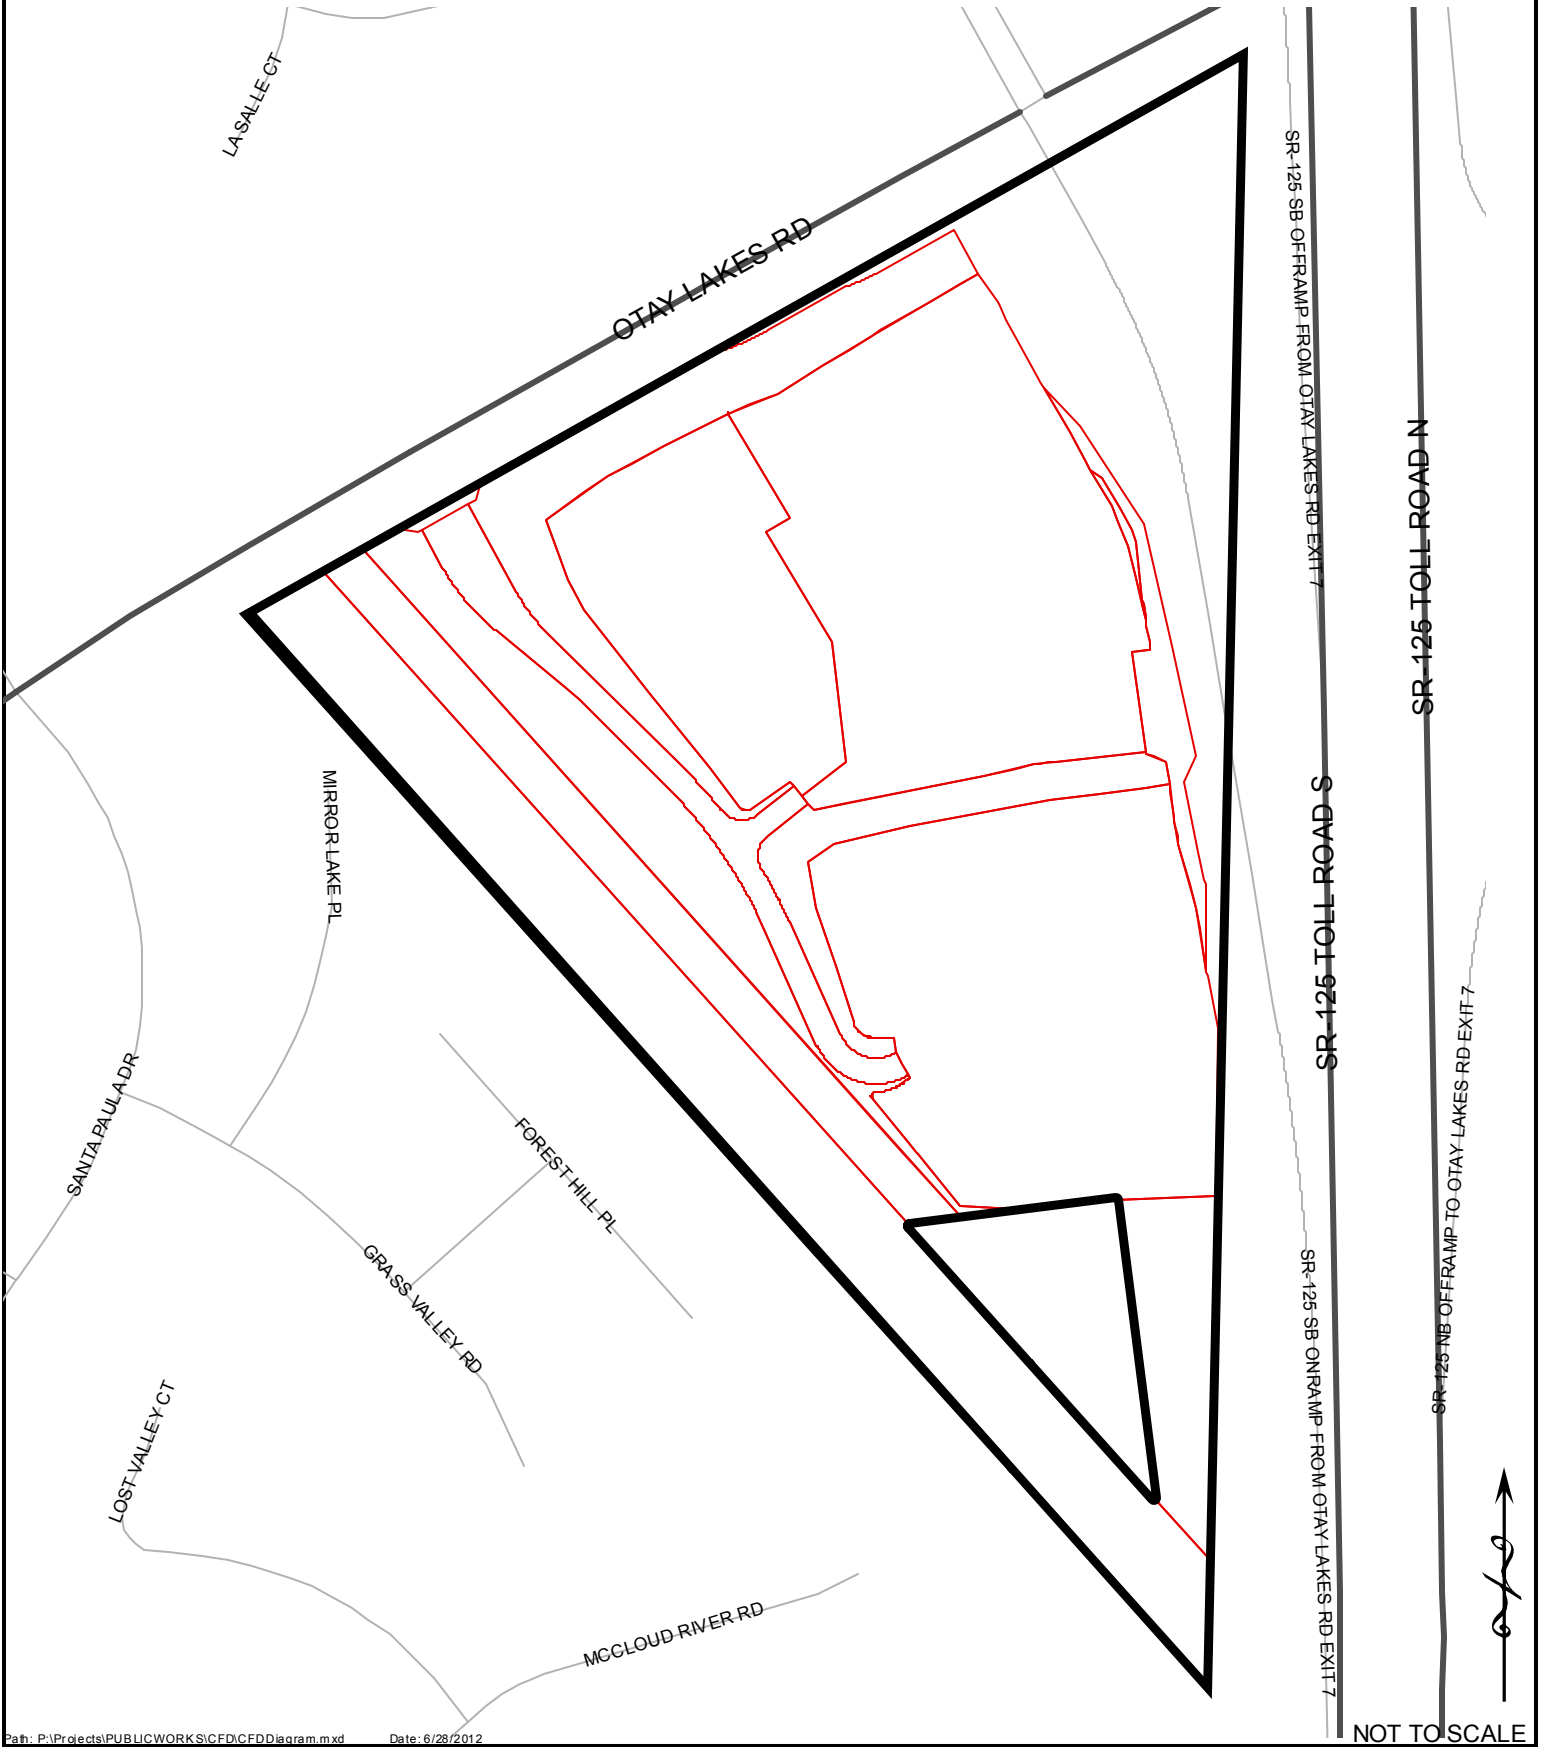 LA SALLE CT
OTAY LAKES RD
SR-125 SB OFFRAMP FROM OTAY LAKES RD EXIT 7
SR-125 TOLL ROAD N
SR-125 TOLL ROAD S
MIRROR LAKE PL
SANTA PAULA DR
FOREST HILL PL
GRASS VALLEY RD
SR-125 NB OFFRAMP TO OTAY LAKES RD EXIT 7
SR-125 SB ONRAMP FROM OTAY LAKES RD EXIT 7
LOST VALLEY CT
MCCLOUD RIVER RD
NOT TO SCALE
Path: P:\Projects\PUBLICWORKS\CFD\CFDDiagram.mxd Date: 6/28/2012